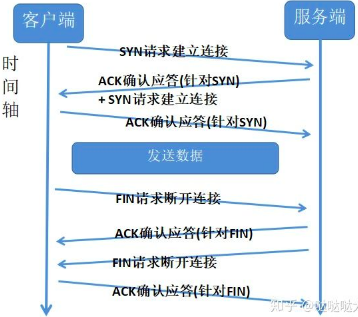 客户端
服务端
时
间
轴
SYN请求建立连接
ACK确认应答(针对SYN)
+ SYN请求建立连接
ACK确认应答(针对SYN)
发送数据
FIN请求断开连接
ACK确认应答(针对FIN)
FIN请求断开连接
ACK确认应答(针对FIN)
知乎 @哒哒